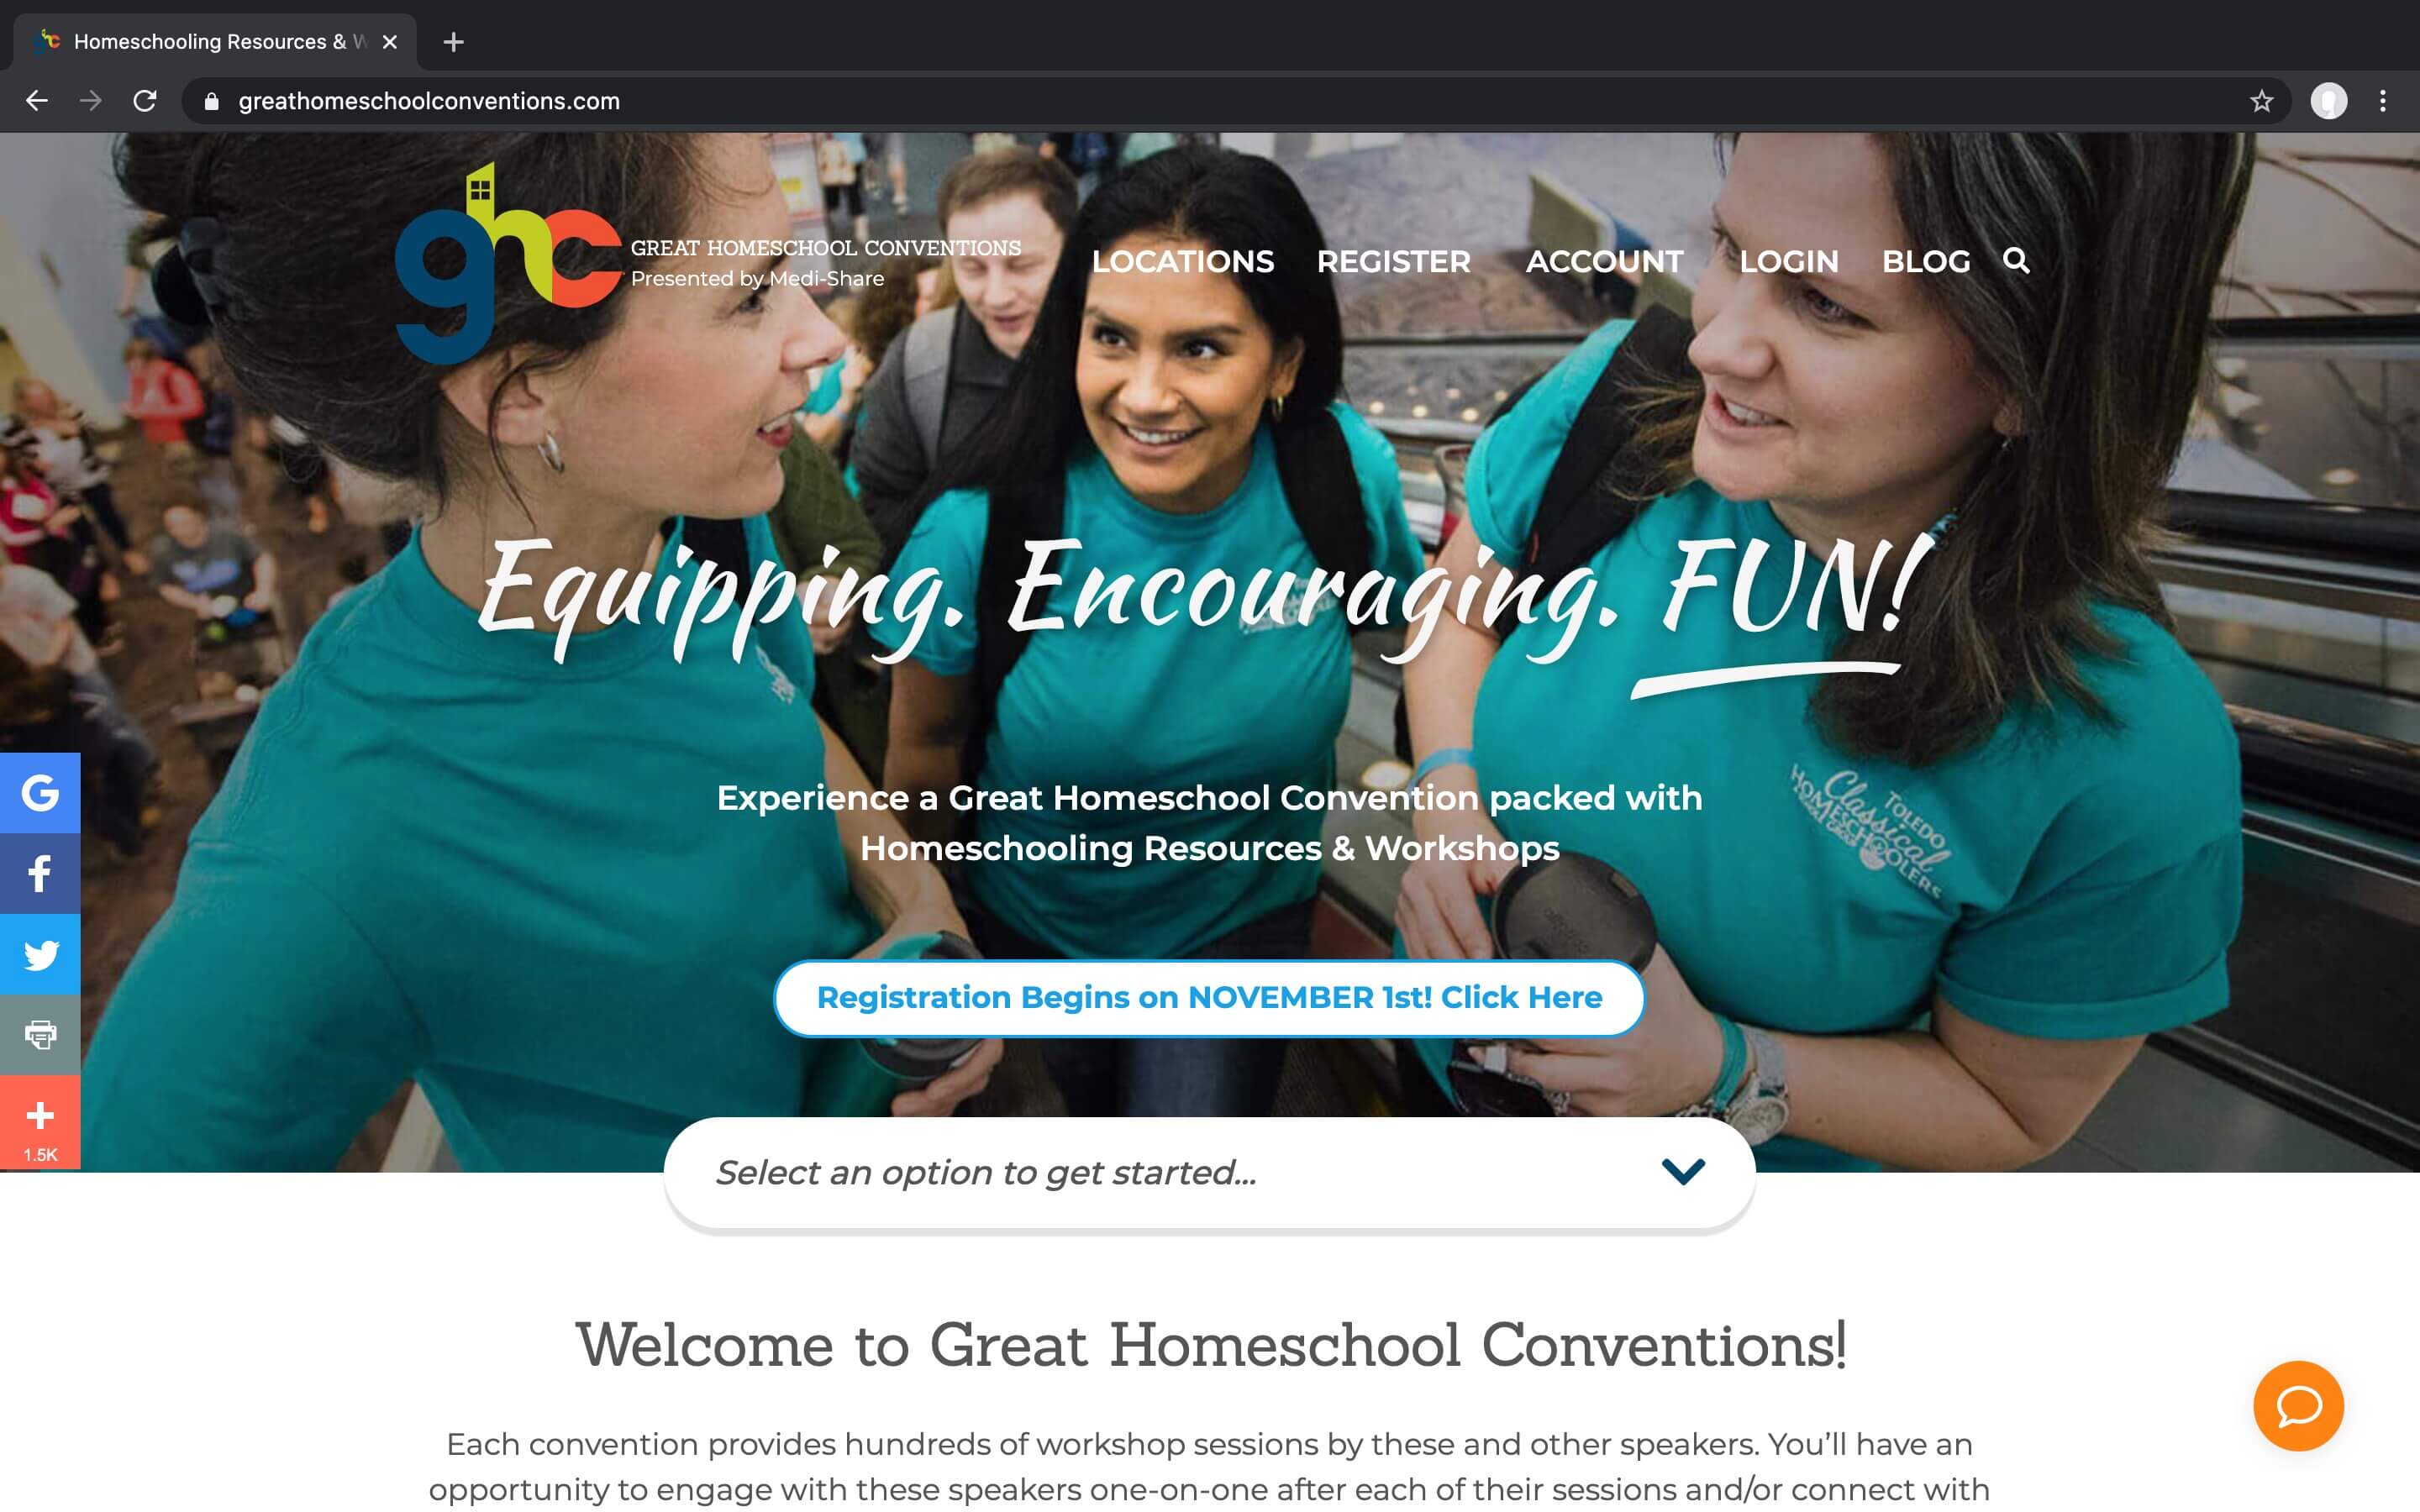 Homeschooling Resources & W
greathomeschoolconventions.com
ghc
GREAT HOMESCHOOL CONVENTIONS
Presented by Medi-Share
LOCATIONS REGISTER ACCOUNT LOGIN BLOG
Equipping. Encouraging. FUN!
Experience a Great Homeschool Convention packed with
Homeschooling Resources & Workshops
TOLEDO
Classical
HOMESCHOOLERS
Registration Begins on NOVEMBER 1st! Click Here
1.5K
Select an option to get started...
Welcome to Great Homeschool Conventions!
Each convention provides hundreds of workshop sessions by these and other speakers. You’ll have an
opportunity to engage with these speakers one-on-one after each of their sessions and/or connect with